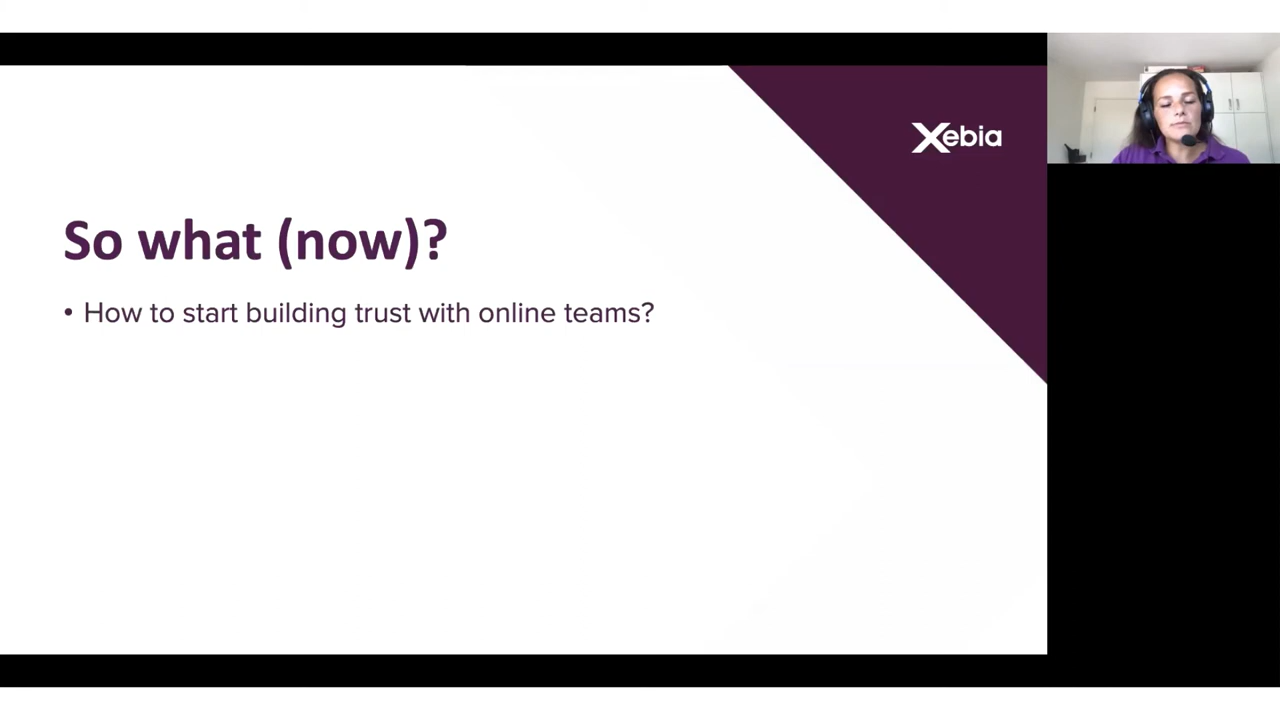 Xebia
So what (now)?
• How to start building trust with online teams?